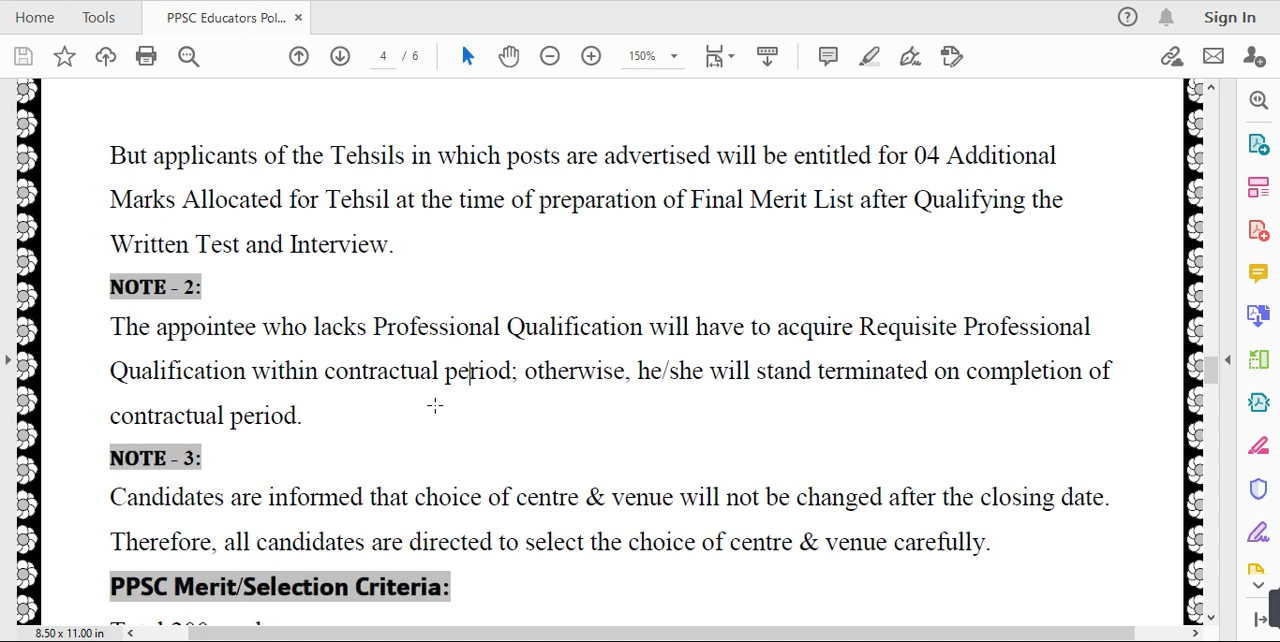 Home Tools PPSC Educators Pol... × Sign In
4 / 6 150%
But applicants of the Tehsils in which posts are advertised will be entitled for 04 Additional
Marks Allocated for Tehsil at the time of preparation of Final Merit List after Qualifying the
Written Test and Interview.
NOTE - 2:
The appointee who lacks Professional Qualification will have to acquire Requisite Professional
Qualification within contractual period; otherwise, he/she will stand terminated on completion of
contractual period.
NOTE - 3:
Candidates are informed that choice of centre & venue will not be changed after the closing date.
Therefore, all candidates are directed to select the choice of centre & venue carefully.
PPSC Merit/Selection Criteria:
8.50 x 11.00 in